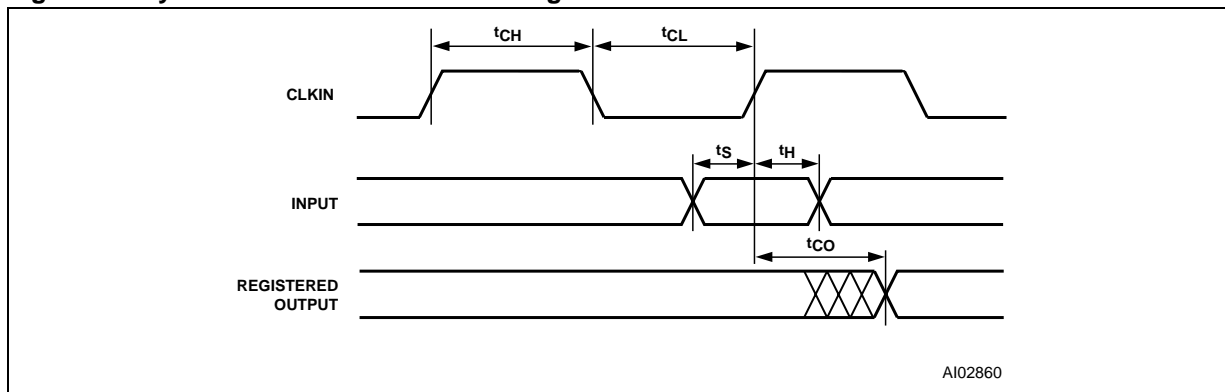 tCH
tCL
CLKIN
tS
tH
INPUT
tCO
REGISTERED
OUTPUT
AI02860